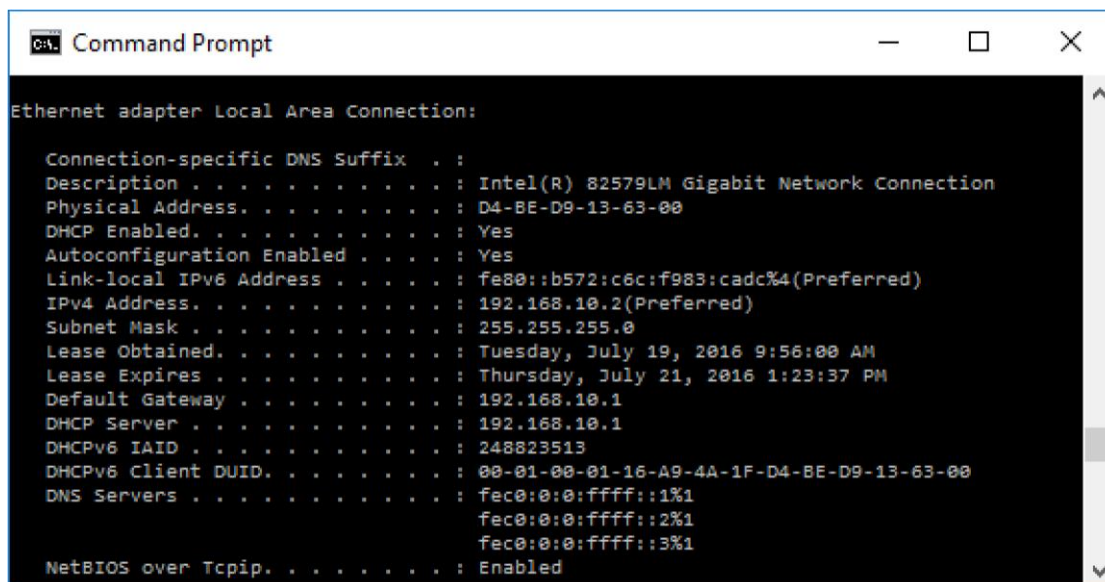 Command Prompt
Ethernet adapter Local Area Connection:
Connection-specific DNS Suffix . :
Description . . . . . . . . . . . : Intel(R) 82579LM Gigabit Network Connection
Physical Address. . . . . . . . . : D4-BE-D9-13-63-00
DHCP Enabled. . . . . . . . . . . : Yes
Autoconfiguration Enabled . . . . : Yes
Link-local IPv6 Address . . . . . : fe80::b572:c6c:f983:cadc%4(Preferred)
IPv4 Address. . . . . . . . . . . : 192.168.10.2(Preferred)
Subnet Mask . . . . . . . . . . . : 255.255.255.0
Lease Obtained. . . . . . . . . . : Tuesday, July 19, 2016 9:56:00 AM
Lease Expires . . . . . . . . . . : Thursday, July 21, 2016 1:23:37 PM
Default Gateway . . . . . . . . . : 192.168.10.1
DHCP Server . . . . . . . . . . . : 192.168.10.1
DHCPv6 IAID . . . . . . . . . . . : 248823513
DHCPv6 Client DUID. . . . . . . . : 00-01-00-01-16-A9-4A-1F-D4-BE-D9-13-63-00
DNS Servers . . . . . . . . . . . : fec0:0:0:ffff::1%1
fec0:0:0:ffff::2%1
fec0:0:0:ffff::3%1
NetBIOS over Tcpip. . . . . . . . : Enabled